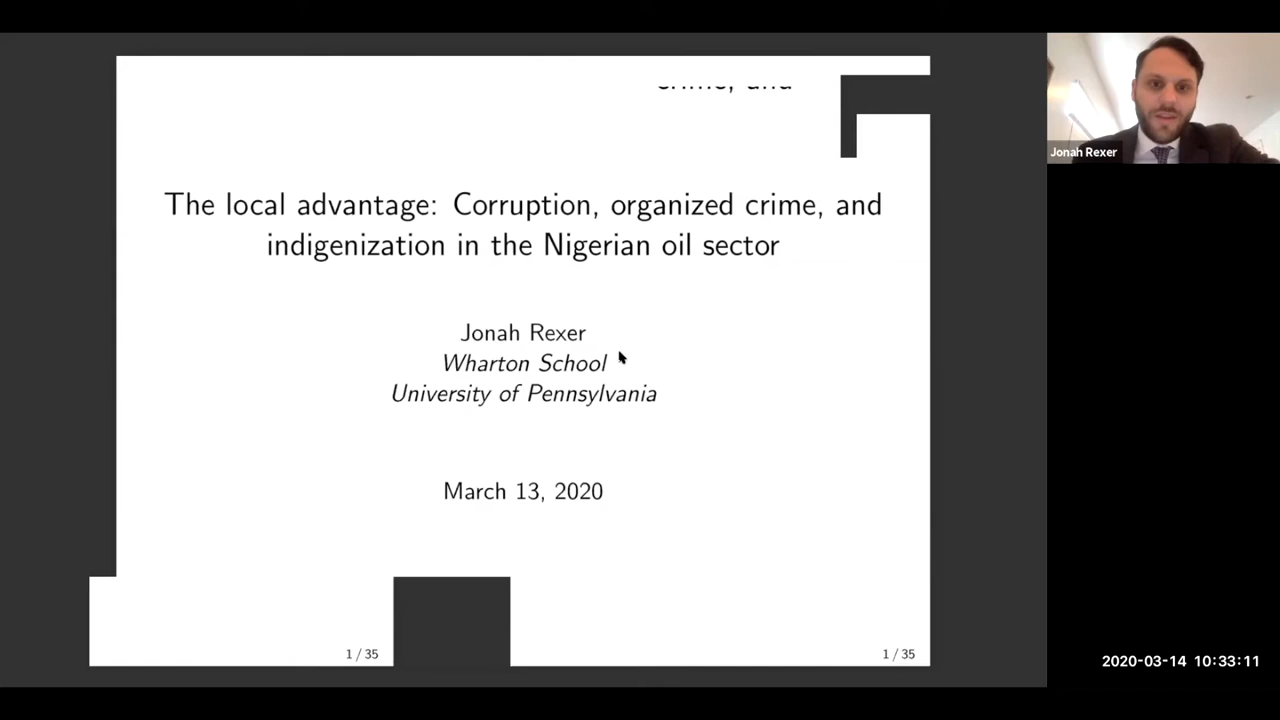 crime, and
Jonah Rexer
The local advantage: Corruption, organized crime, and
indigenization in the Nigerian oil sector
Jonah Rexer
Wharton School
University of Pennsylvania
March 13, 2020
1 / 35
1 / 35
2020-03-14 10:33:11